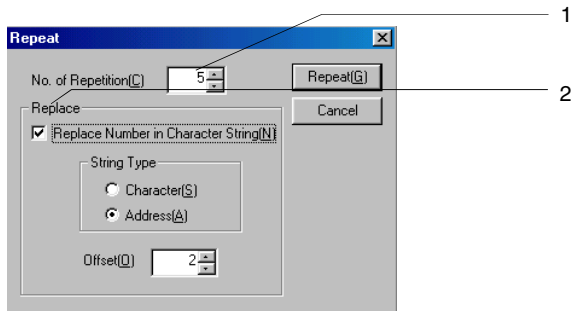 1
Repeat
No. of Repetition(C) 5 Repeat(G)
2
Replace Cancel
Replace Number in Character String(N)
String Type
Character(S)
Address(A)
Offset(O) 2